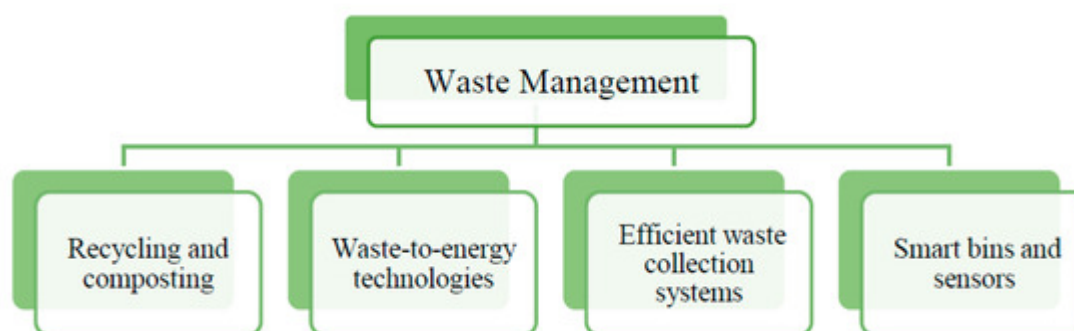 Waste Management
Recycling and
composting
Waste-to-energy
technologies
Efficient waste
collection
systems
Smart bins and
sensors